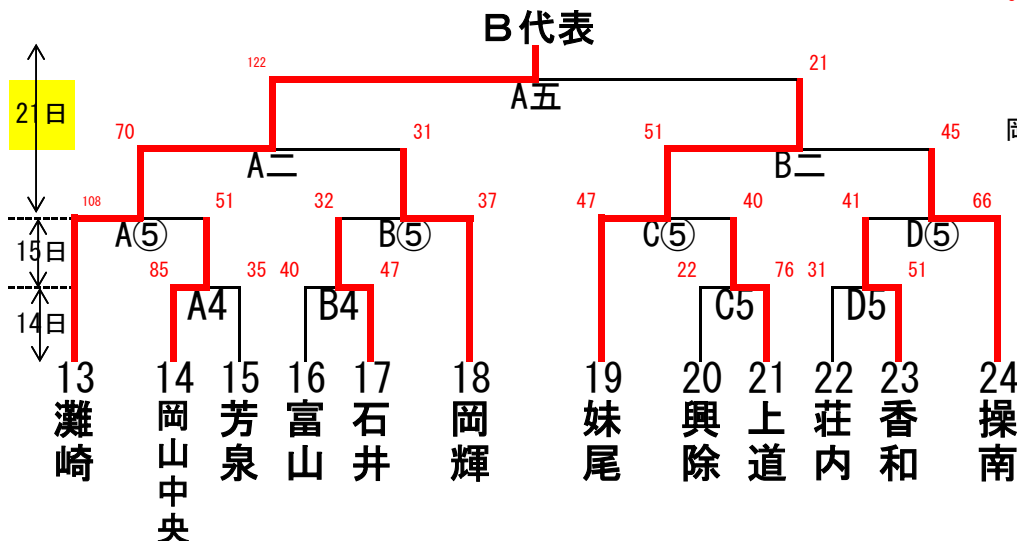 B代表
122
21
A五
21日
70
31
51
45
岡
A二
B二
108
51
32
37
47
40
41
66
A⑤
B⑤
C⑤
D⑤
15日
85
35
40
47
22
76
31
51
A4
B4
C5
D5
14日
13
14
15
16
17
18
19
20
21
22
23
24
灘崎
岡山中央
芳泉
富山
石井
岡輝
妹尾
興除
上道
荘内
香和
操南